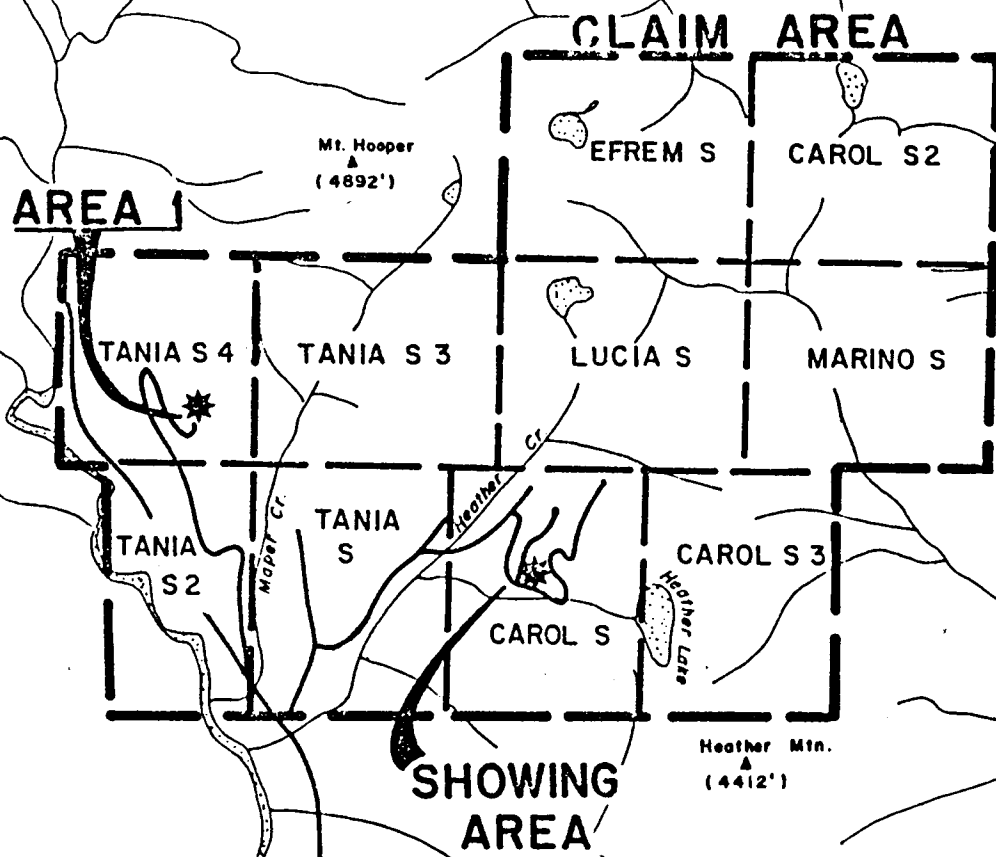 CLAIM AREA
Mt. Hooper
(4892')
EFREM S
CAROL S2
AREA 1
TANIA S 4
TANIA S 3
LUCIA S
MARINO S
Heather Cr.
Maper Cr.
TANIA
S
TANIA
S 2
CAROL S 3
CAROL S
Heather Lake
Heather Mtn.
(4412')
SHOWING
AREA